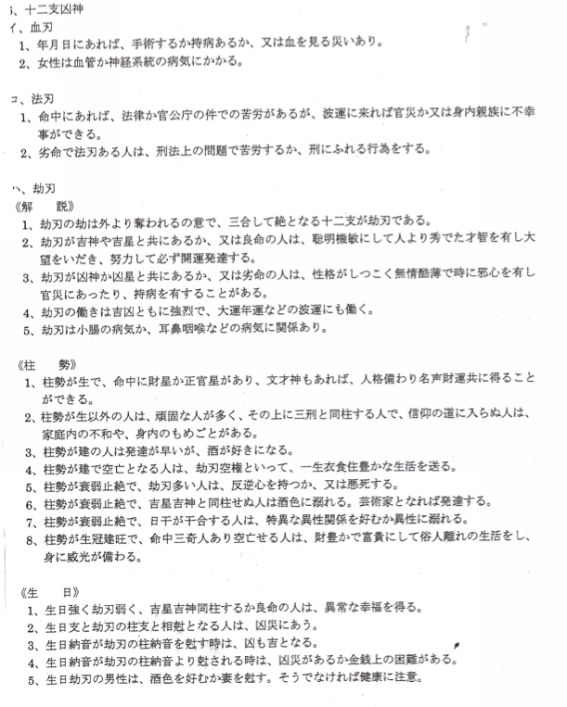 、十二支凶神
イ、血刃
1、年月日にあれば、手術するか持病あるか、又は血を見る災いあり。
2、女性は血管か神経系統の病気にかかる。
ロ、法刃
1、命中にあれば、法律か官公庁の件での苦労があるが、波運に来れば官災か又は身内親族に不幸
事ができる。
2、劣命で法刃ある人は、刑法上の問題で苦労するか、刑にふれる行為をする。
ハ、劫刃
《解　説》
1、劫刃の劫は外より奪われるの意で、三合して絶となる十二支が劫刃である。
2、劫刃が吉神や吉星と共にあるか、又は良命の人は、聡明機敏にして人より秀でた才智を有し大
望をいだき、努力して必ず開運発達する。
3、劫刃が凶神か凶星と共にあるか、又は劣命の人は、性格がしつこく無情酷薄で時に邪心を有し
官災にあったり、持病を有することがある。
4、劫刃の働きは吉凶ともに強烈で、大運年運などの波運にも働く。
5、劫刃は小腸の病気か、耳鼻咽喉などの病気に関係あり。
《柱　勢》
1、柱勢が生で、命中に財星か正官星があり、文才神もあれば、人格備わり名声財運共に得ること
ができる。
2、柱勢が生以外の人は、頑固な人が多く、その上に三刑と同柱する人で、信仰の道に入らぬ人は、
家庭内の不和や、身内のもめごとがある。
3、柱勢が建の人は発達が早いが、酒が好きになる。
4、柱勢が建で空亡となる人は、劫刃空権といって、一生衣食住豊かな生活を送る。
5、柱勢が衰弱止絶で、劫刃多い人は、反逆心を持つか、又は悪死する。
6、柱勢が衰弱止絶で、吉星吉神と同柱せぬ人は酒色に溺れる。芸術家となれば発達する。
7、柱勢が衰弱止絶で、日干が干合する人は、特異な異性関係を好むか異性に溺れる。
8、柱勢が生冠建旺で、命中三奇人あり空亡せる人は、財豊かで富貴にして俗人離れの生活をし、
身に威光が備わる。
《生　日》
1、生日強く劫刃弱く、吉星吉神同柱するか良命の人は、異常な幸福を得る。
2、生日支と劫刃の柱支と相尅となる人は、凶災にあう。
3、生日納音が劫刃の柱納音を尅す時は、凶も吉となる。
4、生日納音が劫刃の柱納音より尅される時は、凶災があるか金銭上の困難がある。
5、生日劫刃の男性は、酒色を好むか妻を尅す。そうでなければ健康に注意。